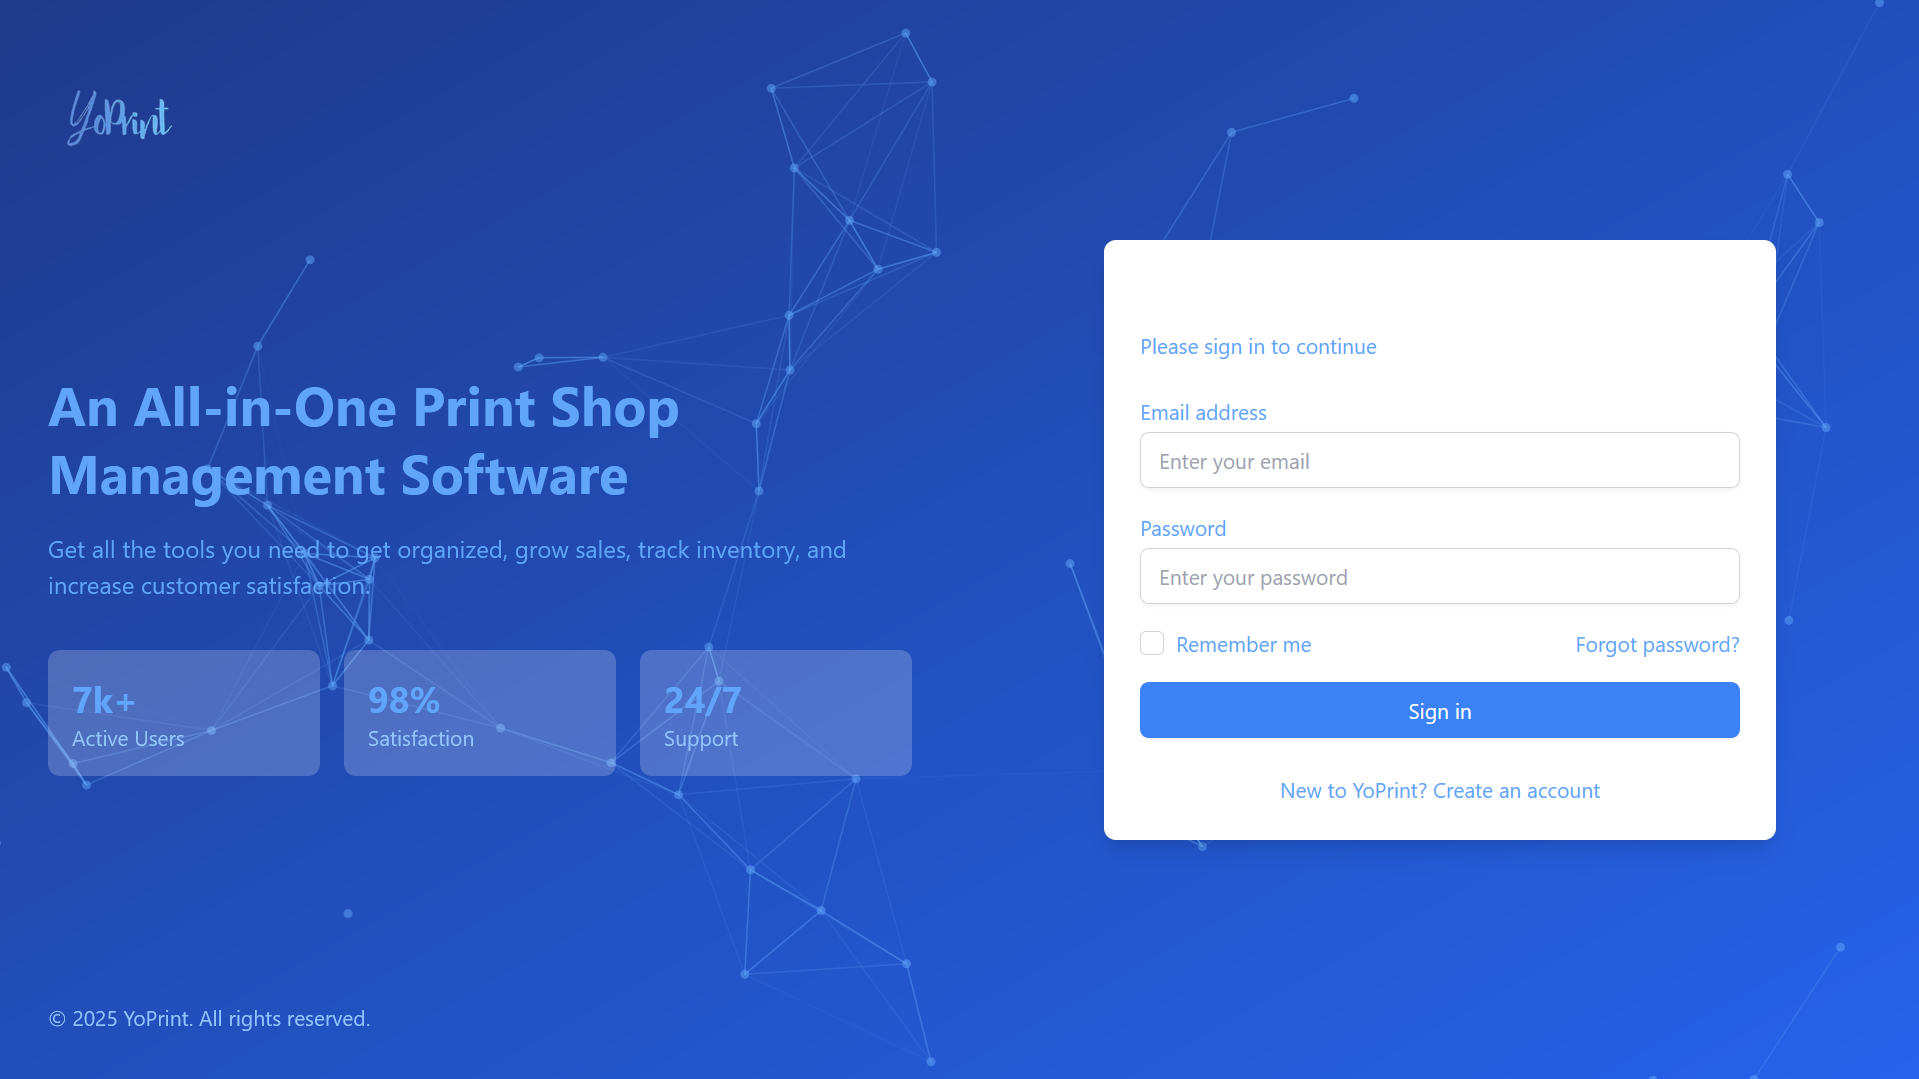 YoPrint
An All-in-One Print Shop
Management Software
Get all the tools you need to get organized, grow sales, track inventory, and
increase customer satisfaction.
7k+
Active Users
98%
Satisfaction
24/7
Support
© 2025 YoPrint. All rights reserved.
Please sign in to continue
Email address
Enter your email
Password
Enter your password
Remember me
Forgot password?
Sign in
New to YoPrint? Create an account